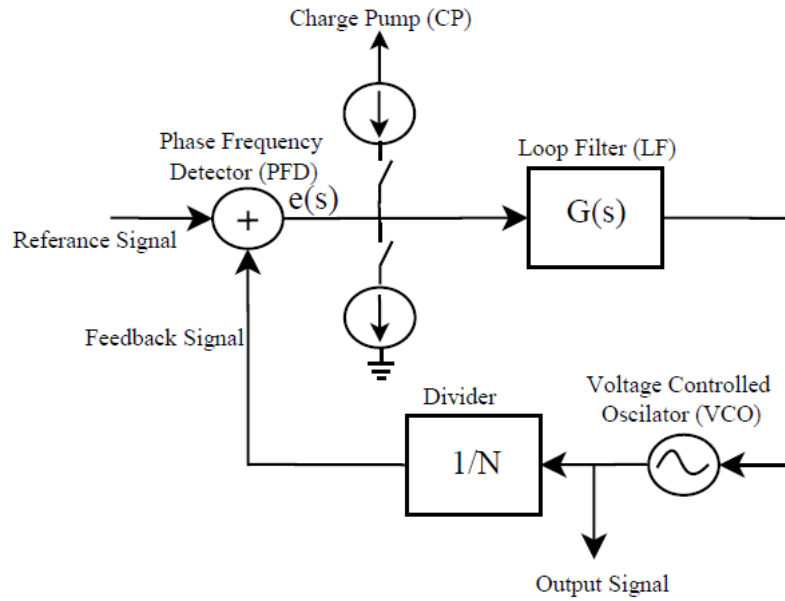 Charge Pump (CP)
Phase Frequency
Detector (PFD)
Loop Filter (LF)
e(s)
+
G(s)
Referance Signal
Feedback Signal
Divider
Voltage Controlled
Oscilator (VCO)
1/N
Output Signal